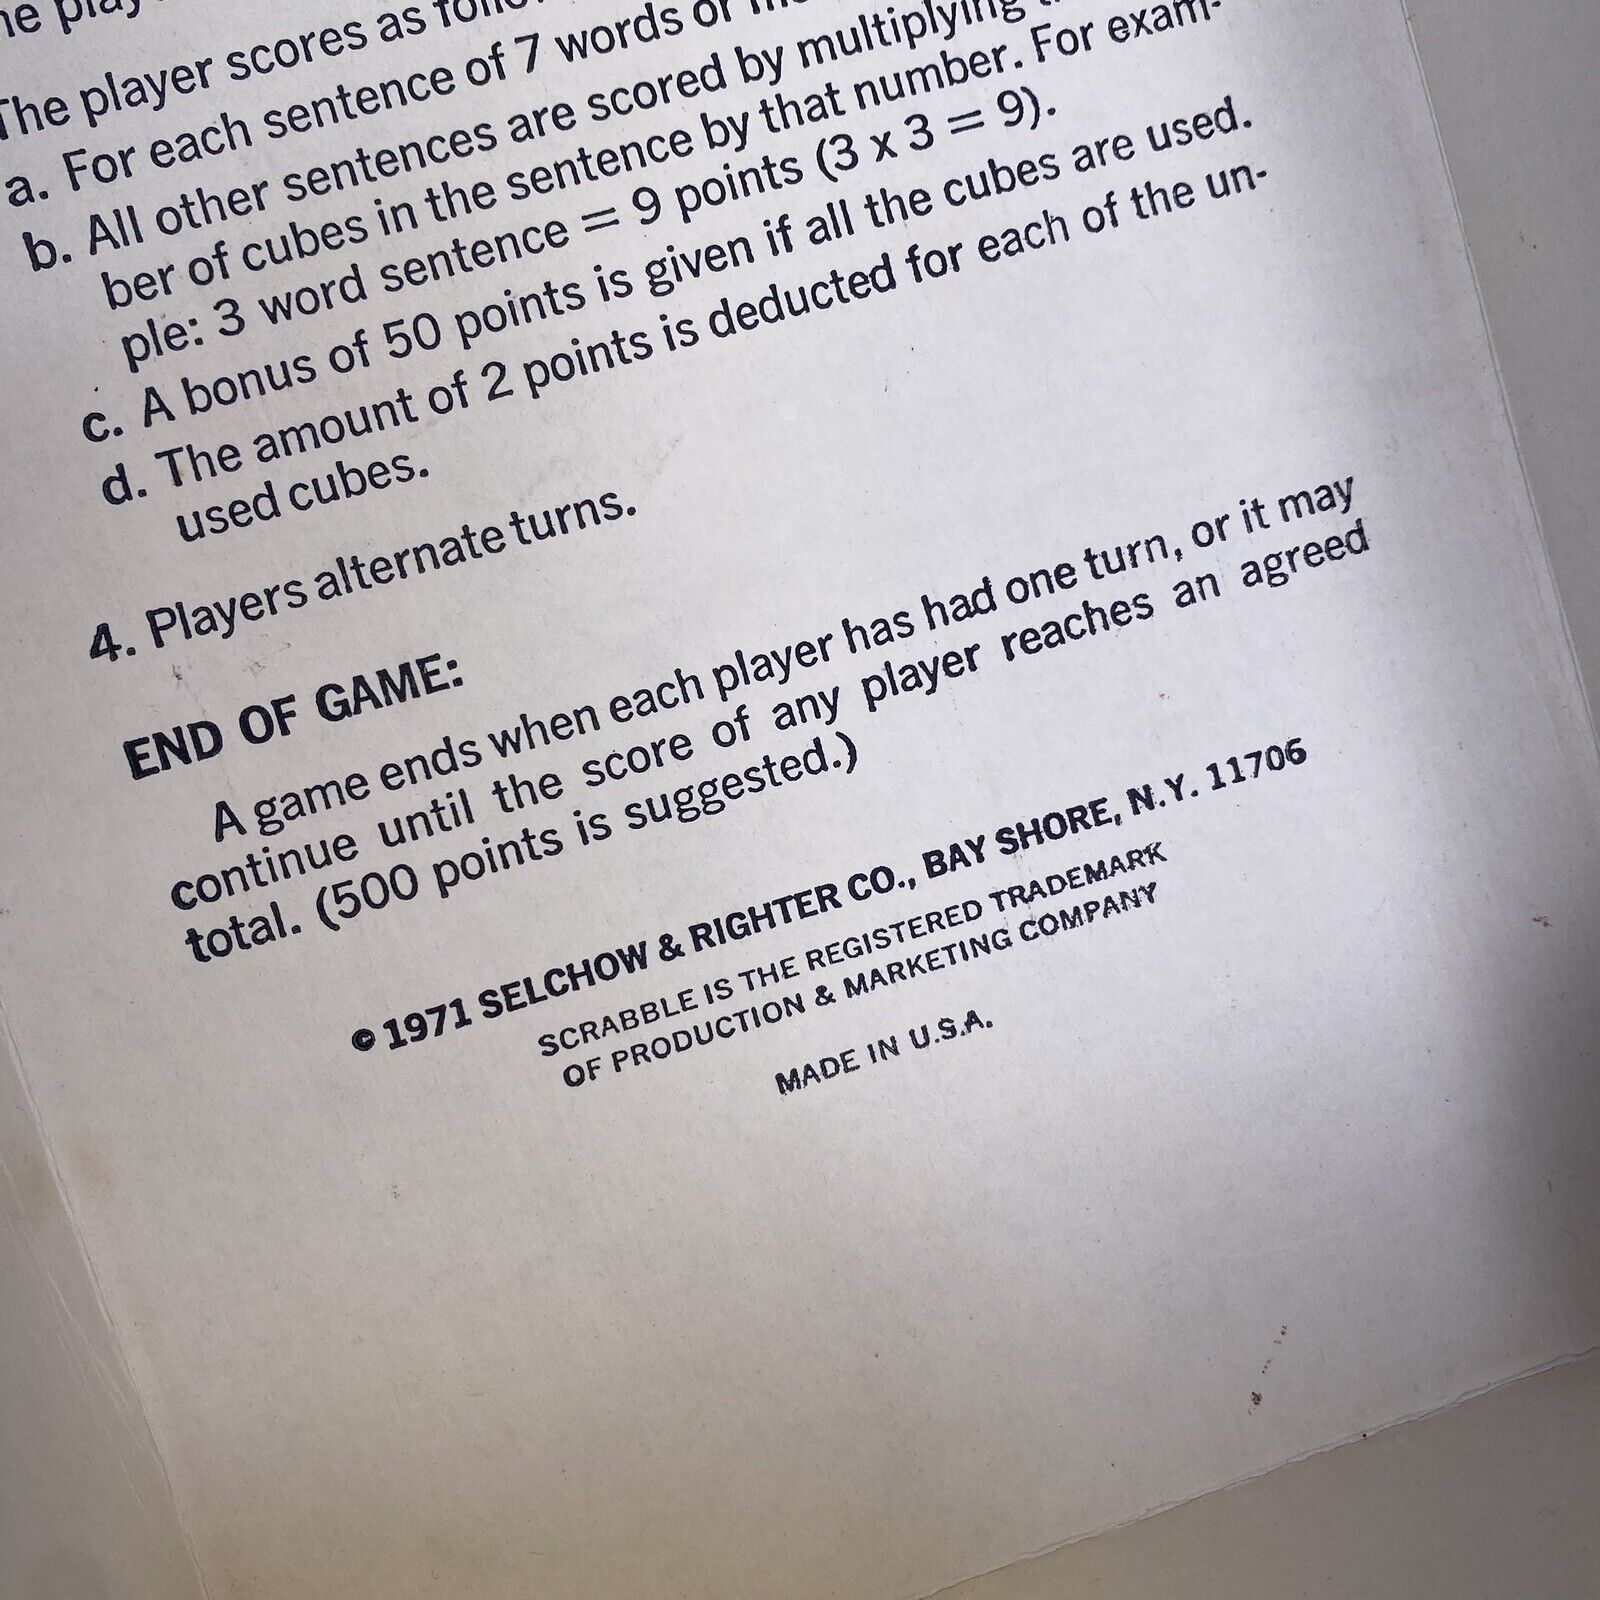 The player scores as
a. For each sentence of 7 words or
b. All other sentences are scored by multiplying
ber of cubes in the sentence by that number. For exam-
ple: 3 word sentence = 9 points (3 x 3 = 9).
c. A bonus of 50 points is given if all the cubes are used.
d. The amount of 2 points is deducted for each of the un-
used cubes.
4. Players alternate turns.
END OF GAME:
A game ends when each player has had one turn, or it may
continue until the score of any player reaches an agreed
total. (500 points is suggested.)
© 1971 SELCHOW & RIGHTER CO., BAY SHORE, N.Y. 11706
SCRABBLE IS THE REGISTERED TRADEMARK
OF PRODUCTION & MARKETING COMPANY
MADE IN U.S.A.